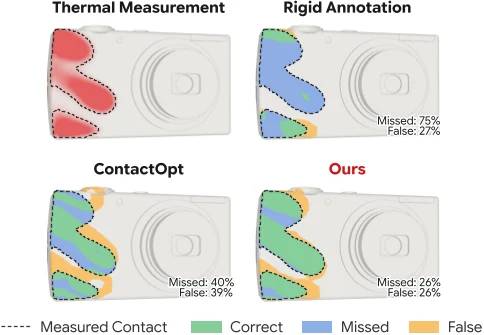 Thermal Measurement
Rigid Annotation
Missed: 75%
False: 27%
ContactOpt
Ours
Missed: 40%
False: 39%
Missed: 26%
False: 26%
Measured Contact
Correct
Missed
False